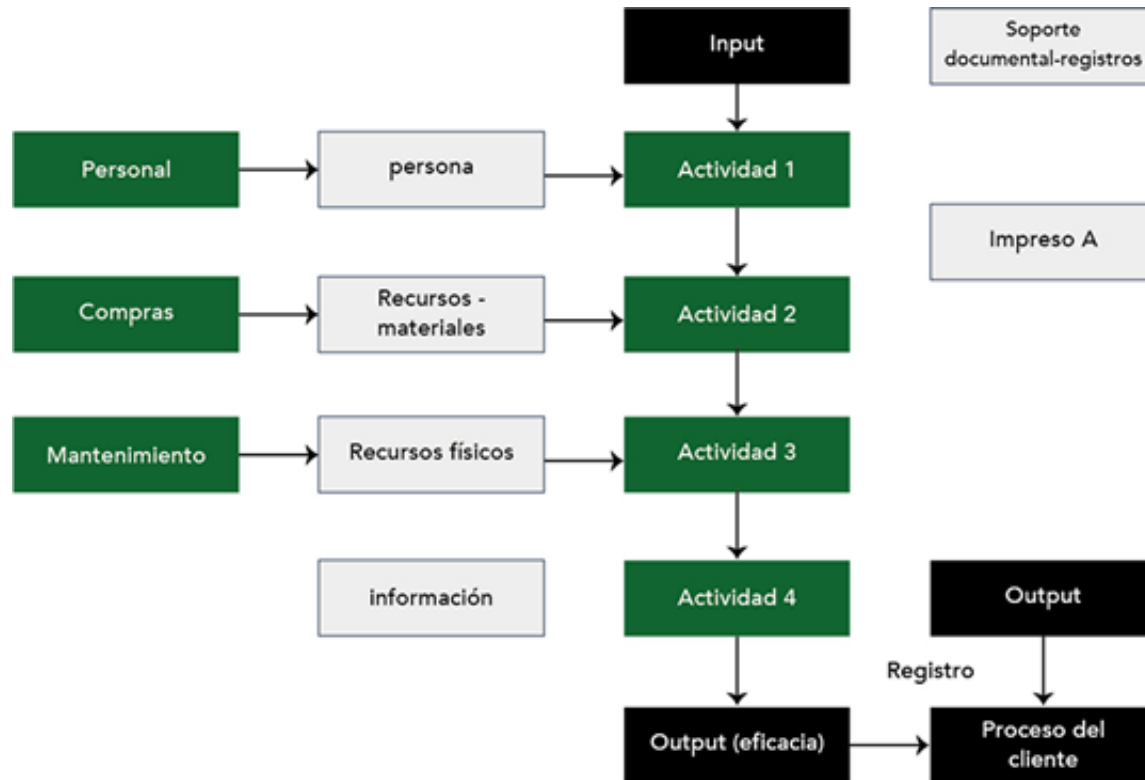 Input
Soporte
documental-registros
Personal
persona
Actividad 1
Impreso A
Compras
Recursos -
materiales
Actividad 2
Mantenimiento
Recursos físicos
Actividad 3
información
Actividad 4
Output
Registro
Output (eficacia)
Proceso del
cliente